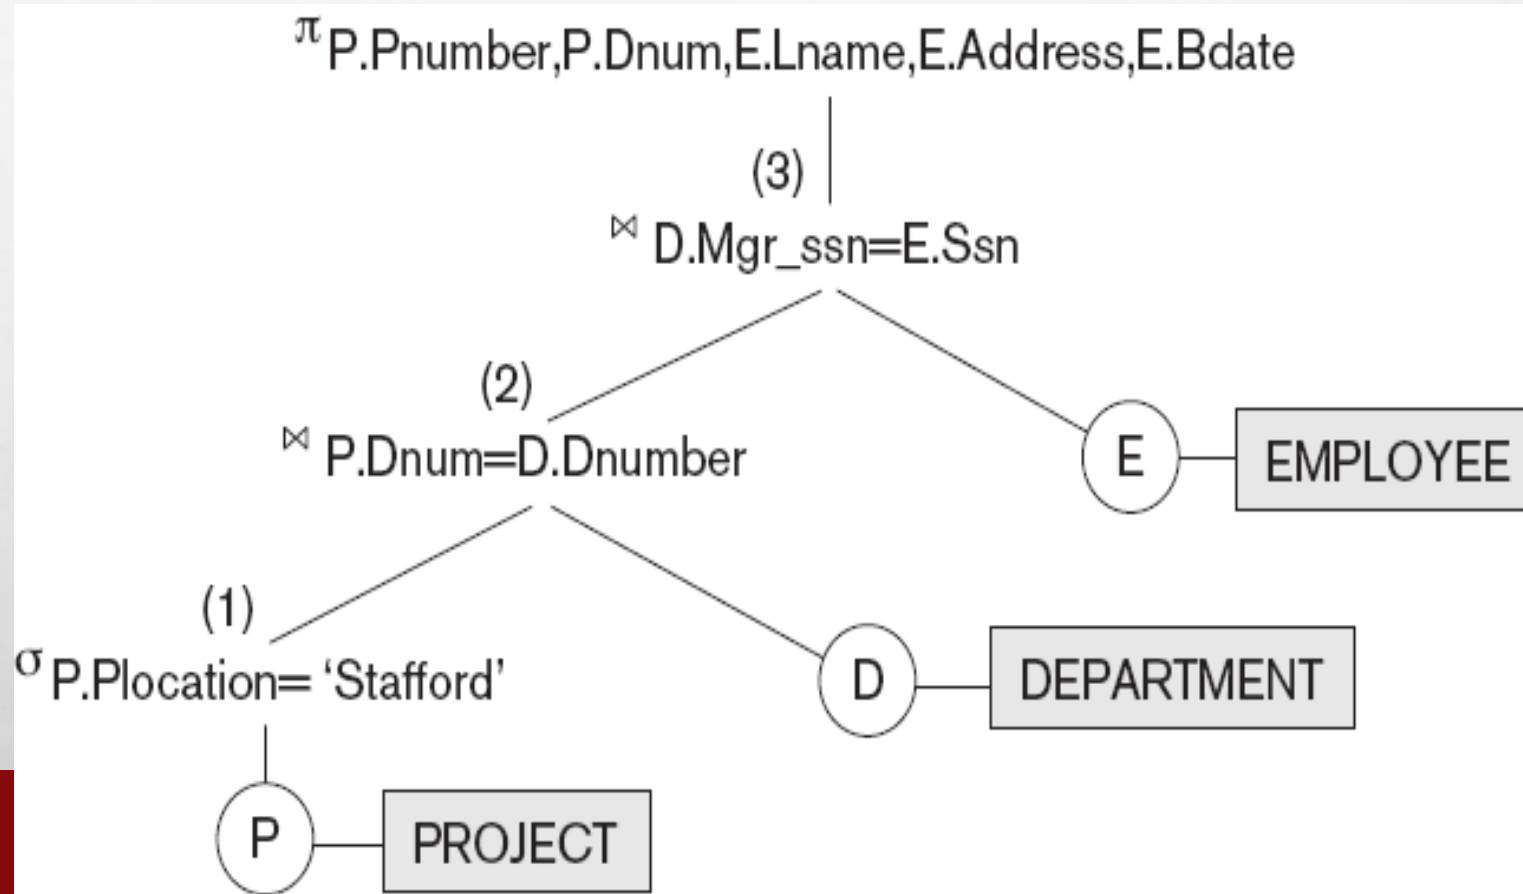 π P.Pnumber,P.Dnum,E.Lname,E.Address,E.Bdate
(3)
⋈ D.Mgr_ssn=E.Ssn
(2)
⋈ P.Dnum=D.Dnumber
E
EMPLOYEE
(1)
σ P.Plocation= ‘Stafford’
D
DEPARTMENT
P
PROJECT